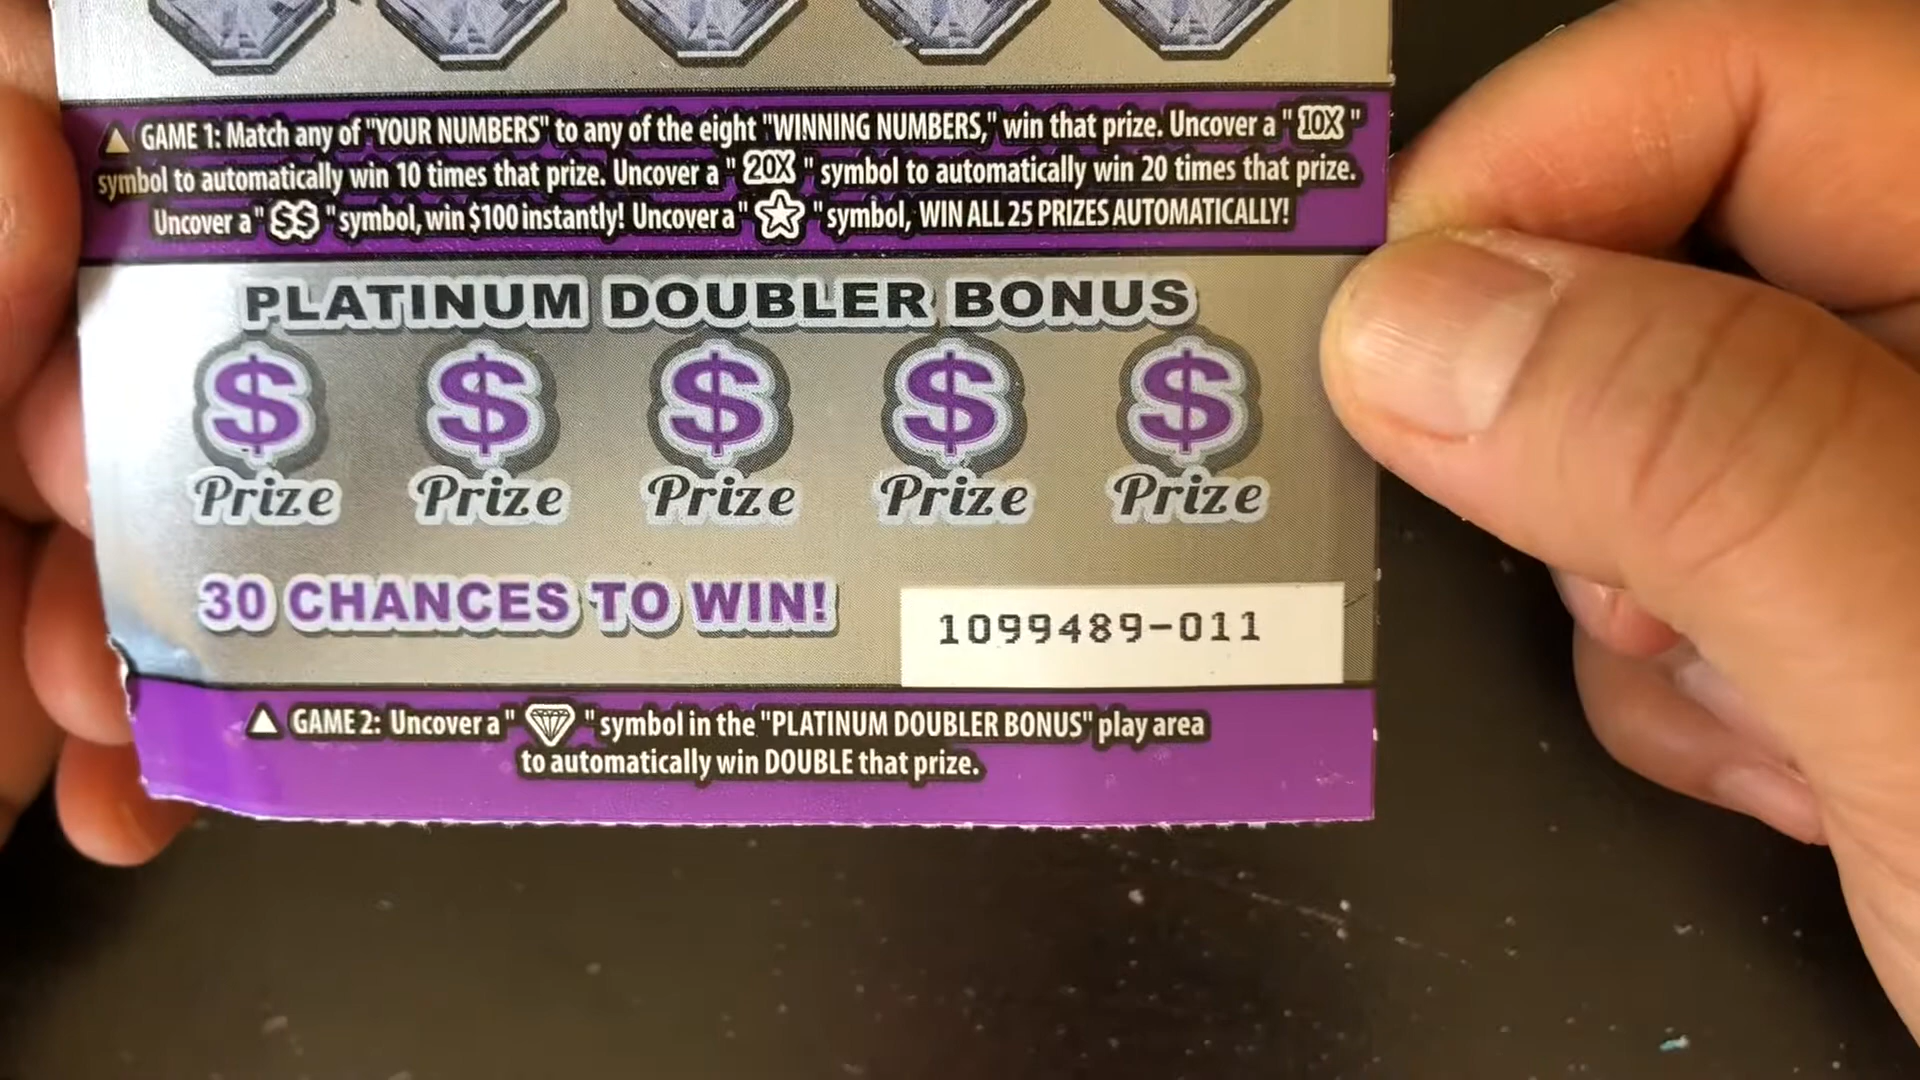 GAME 1: Match any of "YOUR NUMBERS" to any of the eight "WINNING NUMBERS," win that prize. Uncover a " 10X "
symbol to automatically win 10 times that prize. Uncover a " 20X " symbol to automatically win 20 times that prize.
Uncover a " $$ " symbol, win $100 instantly! Uncover a " " symbol, WIN ALL 25 PRIZES AUTOMATICALLY!
PLATINUM DOUBLER BONUS
$ $ $ $ $
Prize Prize Prize Prize Prize
30 CHANCES TO WIN!
1099489-011
GAME 2: Uncover a " " symbol in the "PLATINUM DOUBLER BONUS" play area
to automatically win DOUBLE that prize.